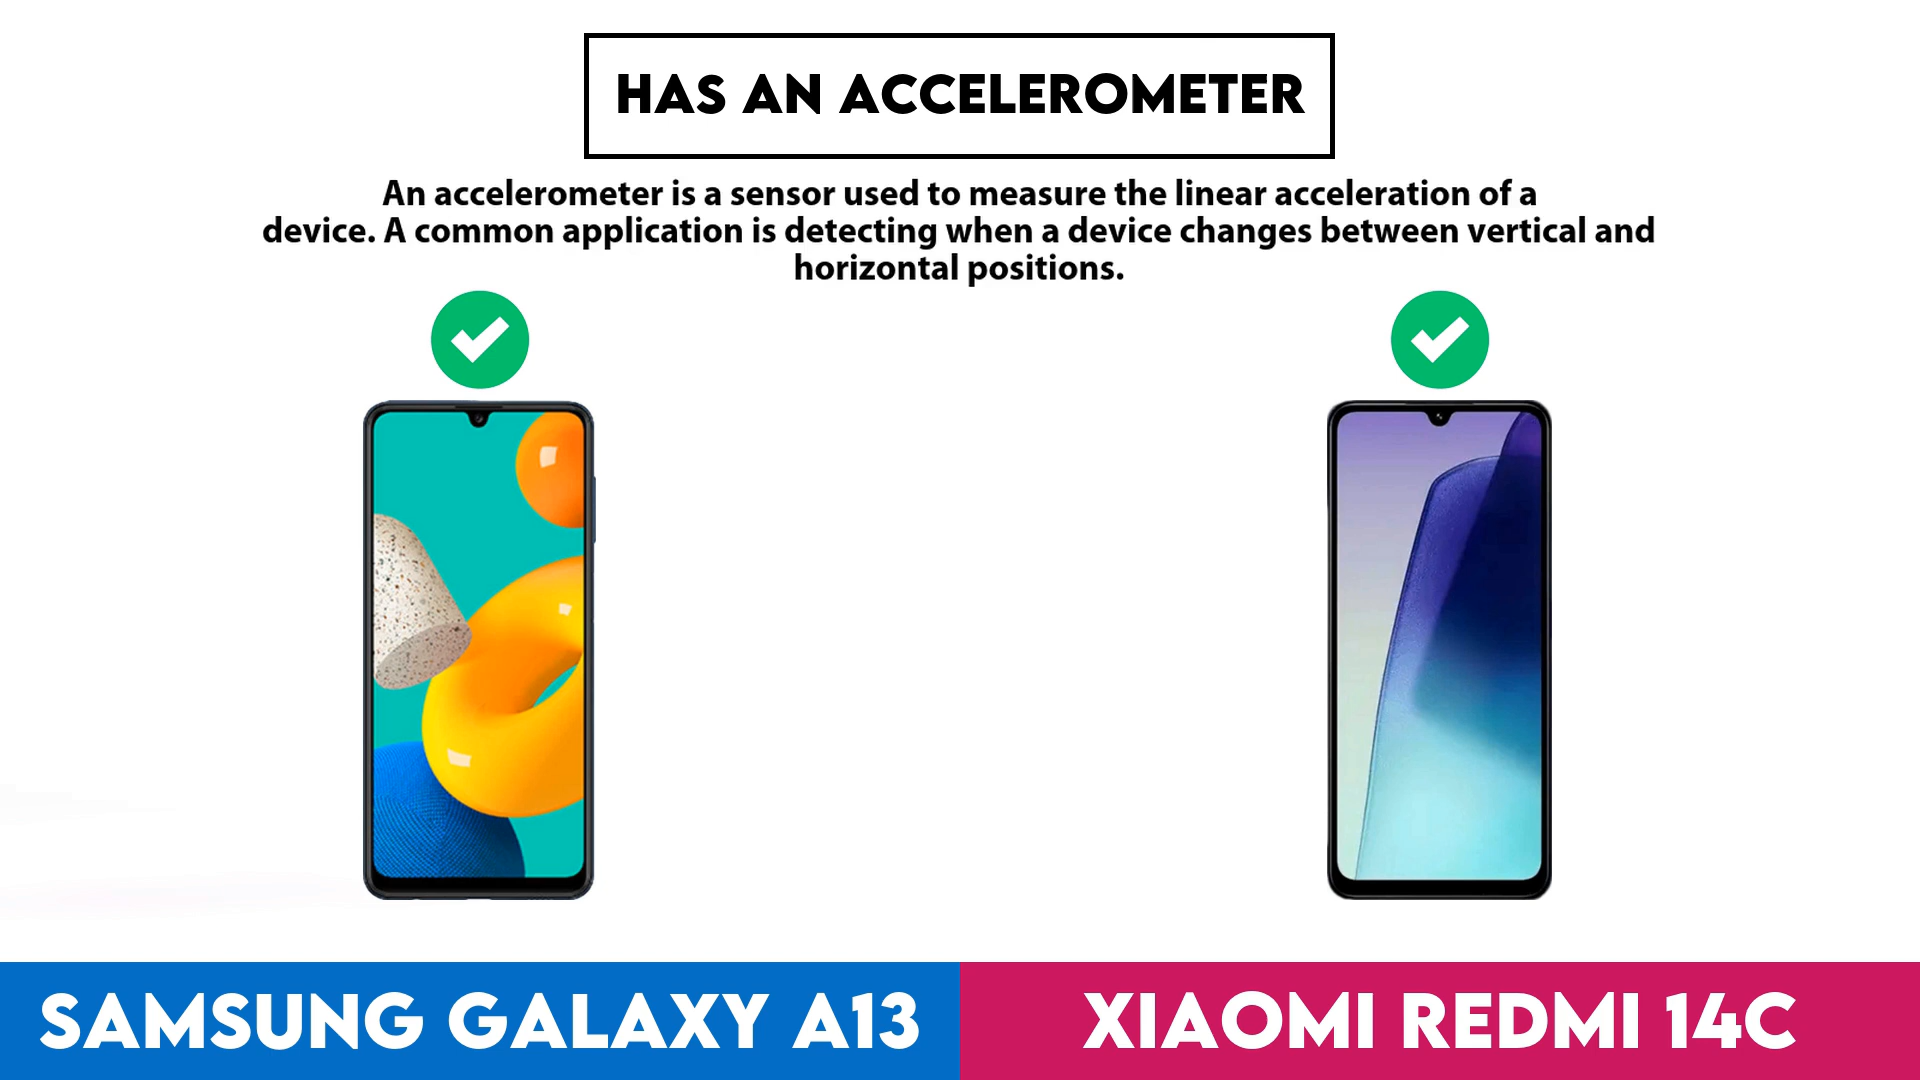 HAS AN ACCELEROMETER
An accelerometer is a sensor used to measure the linear acceleration of a
device. A common application is detecting when a device changes between vertical and
horizontal positions.
SAMSUNG GALAXY A13
XIAOMI REDMI 14C